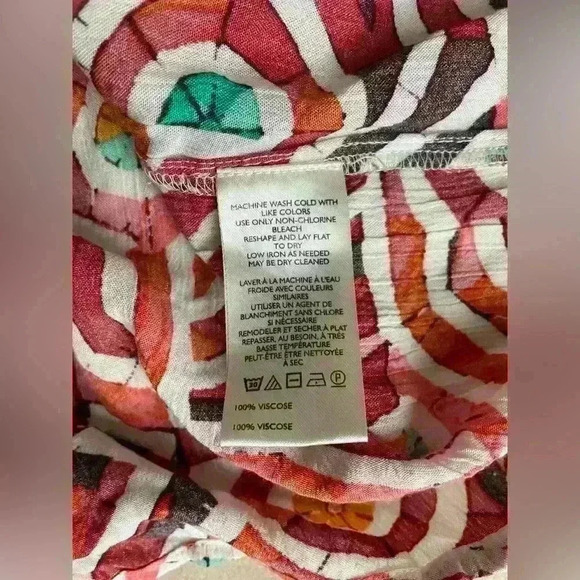 MACHINE WASH COLD WITH
LIKE COLORS
USE ONLY NON-CHLORINE
BLEACH
RESHAPE AND LAY FLAT
TO DRY
LOW IRON AS NEEDED
MAY BE DRY CLEANED
LAVER À LA MACHINE À L'EAU
FROIDE AVEC COULEURS
SIMILAIRES
UTILISER UN AGENT DE
BLANCHIMENT SANS CHLORE
SI NÉCESSAIRE
REMODELER ET SÉCHER À PLAT
REPASSER, AU BESOIN, À TRÈS
BASSE TEMPÉRATURE
PEUT-ÊTRE ÊTRE NETTOYÉE
À SEC
30 P
100% VISCOSE
100% VISCOSE